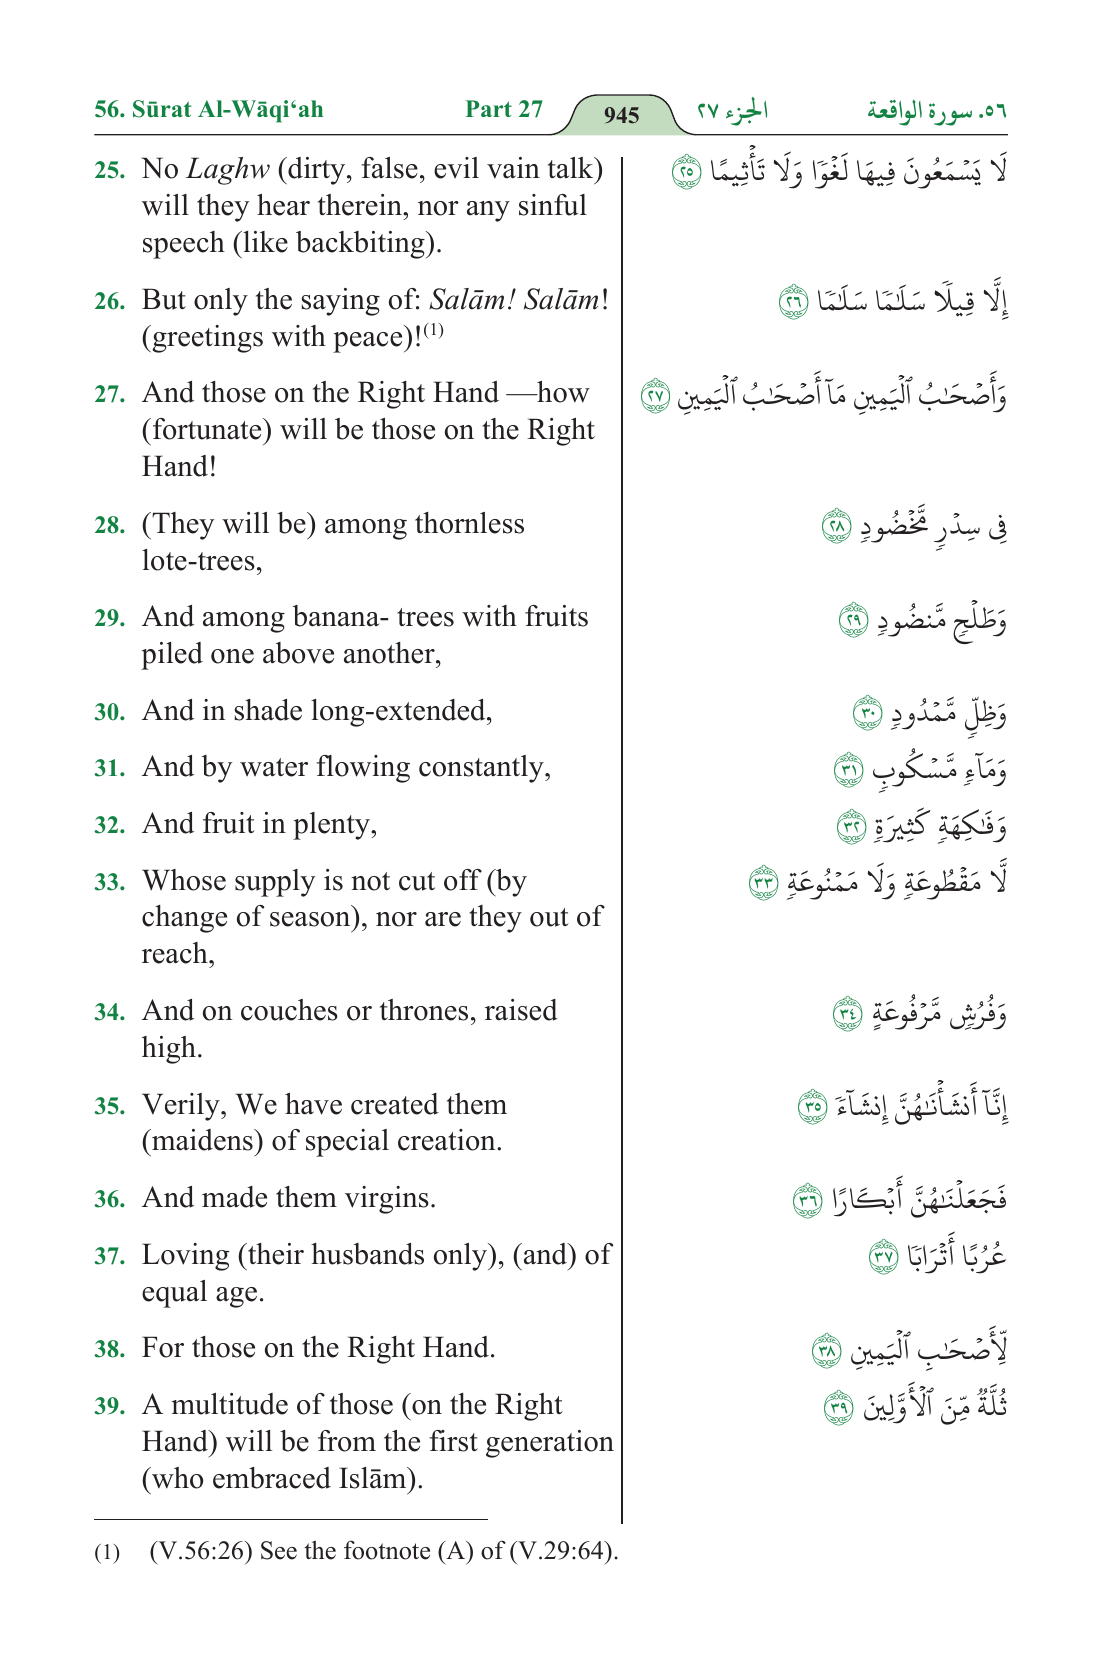 56. Sūrat Al-Wāqi‘ah Part 27 945 الجزء ٢٧ ٥٦. سورة الواقعة
25. No Laghw (dirty, false, evil vain talk)
will they hear therein, nor any sinful
speech (like backbiting).
26. But only the saying of: Salām! Salām!
(greetings with peace)!(1)
27. And those on the Right Hand —how
(fortunate) will be those on the Right
Hand!
28. (They will be) among thornless
lote-trees,
29. And among banana- trees with fruits
piled one above another,
30. And in shade long-extended,
31. And by water flowing constantly,
32. And fruit in plenty,
33. Whose supply is not cut off (by
change of season), nor are they out of
reach,
34. And on couches or thrones, raised
high.
35. Verily, We have created them
(maidens) of special creation.
36. And made them virgins.
37. Loving (their husbands only), (and) of
equal age.
38. For those on the Right Hand.
39. A multitude of those (on the Right
Hand) will be from the first generation
(who embraced Islām).
لَا يَسۡمَعُونَ فِيهَا لَغۡوٗا وَلَا تَأۡثِيمًا ٢٥
إِلَّا قِيلٗا سَلَٰمٗا سَلَٰمٗا ٢٦
وَأَصۡحَٰبُ ٱلۡيَمِينِ مَآ أَصۡحَٰبُ ٱلۡيَمِينِ ٢٧
فِي سِدۡرٖ مَّخۡضُودٖ ٢٨
وَطَلۡحٖ مَّنضُودٖ ٢٩
وَظِلّٖ مَّمۡدُودٖ ٣٠
وَمَآءٖ مَّسۡكُوبٖ ٣١
وَفَٰكِهَةٖ كَثِيرَةٖ ٣٢
لَّا مَقۡطُوعَةٖ وَلَا مَمۡنُوعَةٖ ٣٣
وَفُرُشٖ مَّرۡفُوعَةٍ ٣٤
إِنَّآ أَنشَأۡنَٰهُنَّ إِنشَآءٗ ٣٥
فَجَعَلۡنَٰهُنَّ أَبۡكَارًا ٣٦
عُرُبًا أَتۡرَابٗا ٣٧
لِّأَصۡحَٰبِ ٱلۡيَمِينِ ٣٨
ثُلَّةٞ مِّنَ ٱلۡأَوَّلِينَ ٣٩
(1) (V.56:26) See the footnote (A) of (V.29:64).